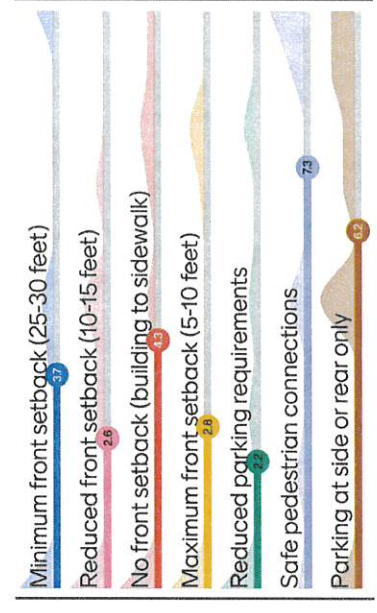 Minimum front setback (25-30 feet)
3.7
Reduced front setback (10-15 feet)
2.6
No front setback (building to sidewalk)
4.3
Maximum front setback (5-10 feet)
2.8
Reduced parking requirements
2.2
Safe pedestrian connections
7.3
Parking at side or rear only
6.2